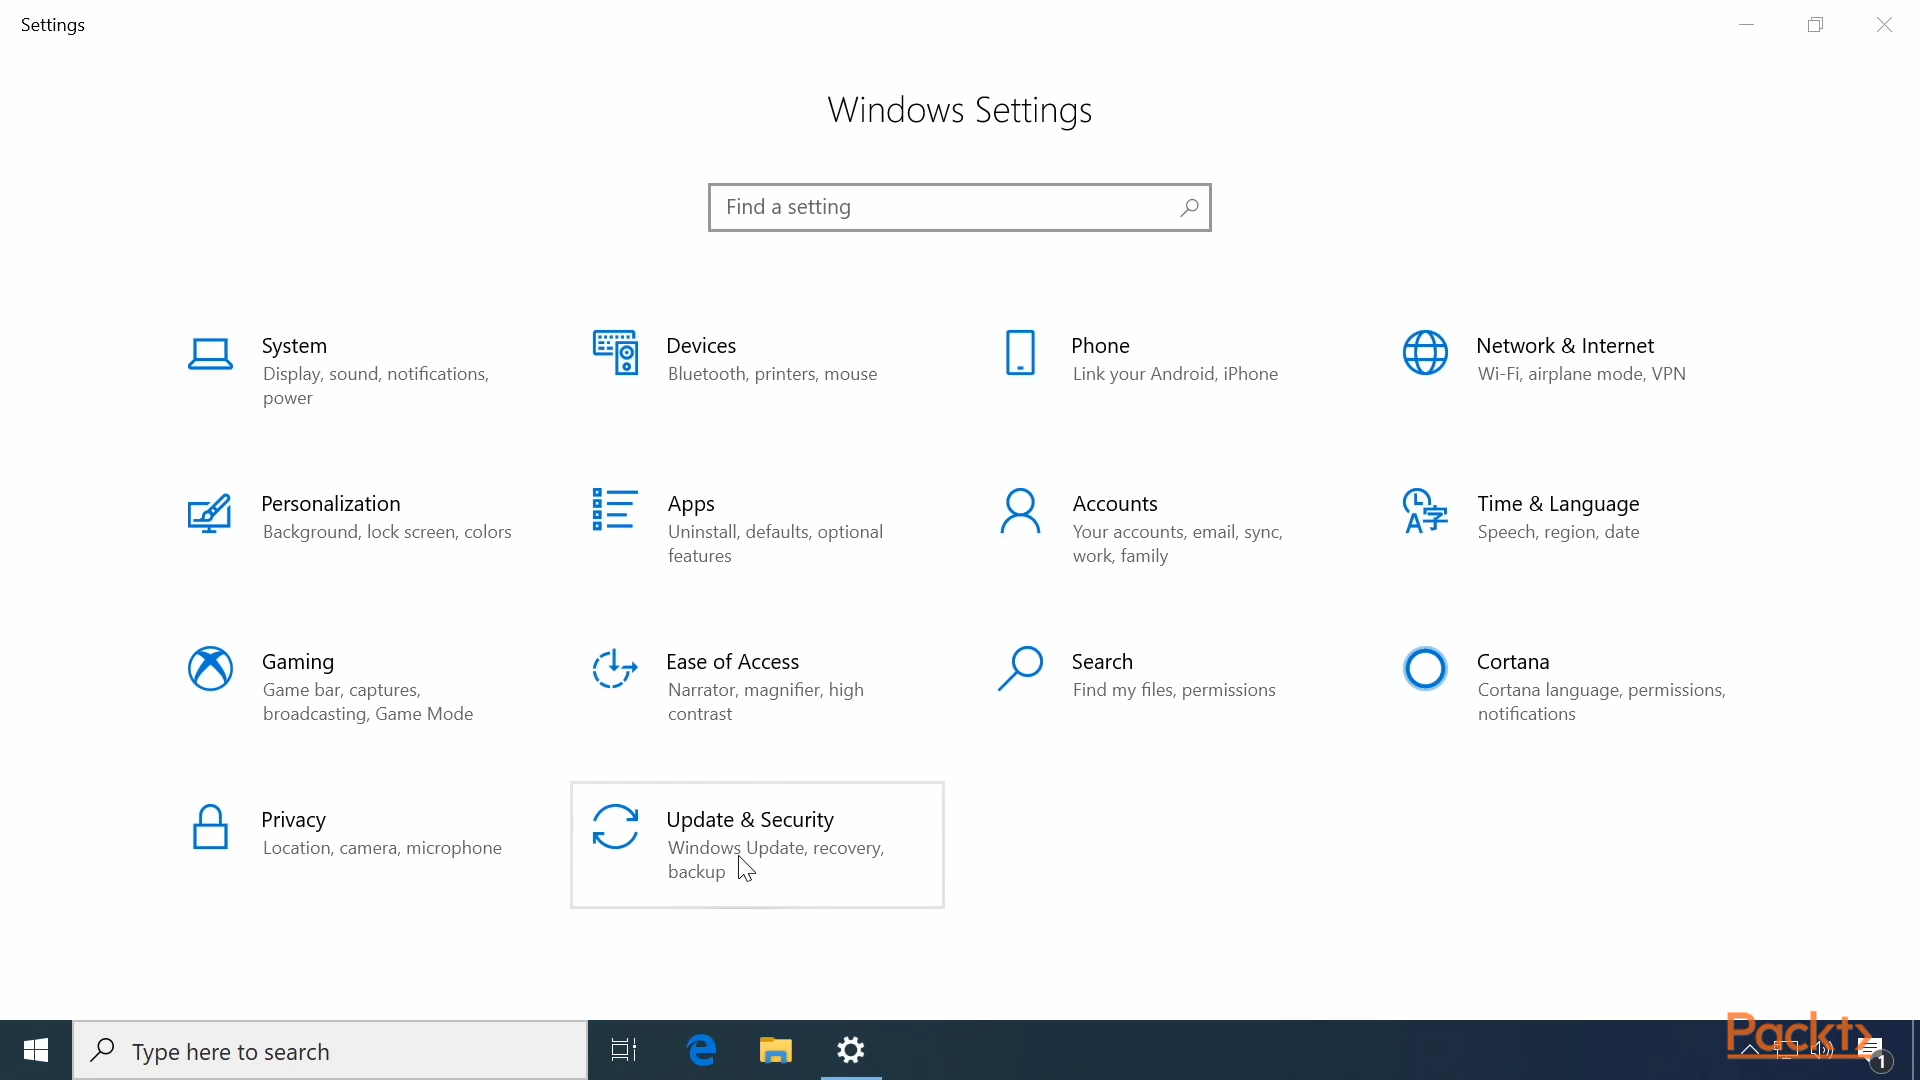 Settings
Windows Settings
Find a setting
System
Display, sound, notifications,
power
Devices
Bluetooth, printers, mouse
Phone
Link your Android, iPhone
Network & Internet
Wi-Fi, airplane mode, VPN
Personalization
Background, lock screen, colors
Apps
Uninstall, defaults, optional
features
Accounts
Your accounts, email, sync,
work, family
Time & Language
Speech, region, date
Gaming
Game bar, captures,
broadcasting, Game Mode
Ease of Access
Narrator, magnifier, high
contrast
Search
Find my files, permissions
Cortana
Cortana language, permissions,
notifications
Privacy
Location, camera, microphone
Update & Security
Windows Update, recovery,
backup
Type here to search
Packt
1